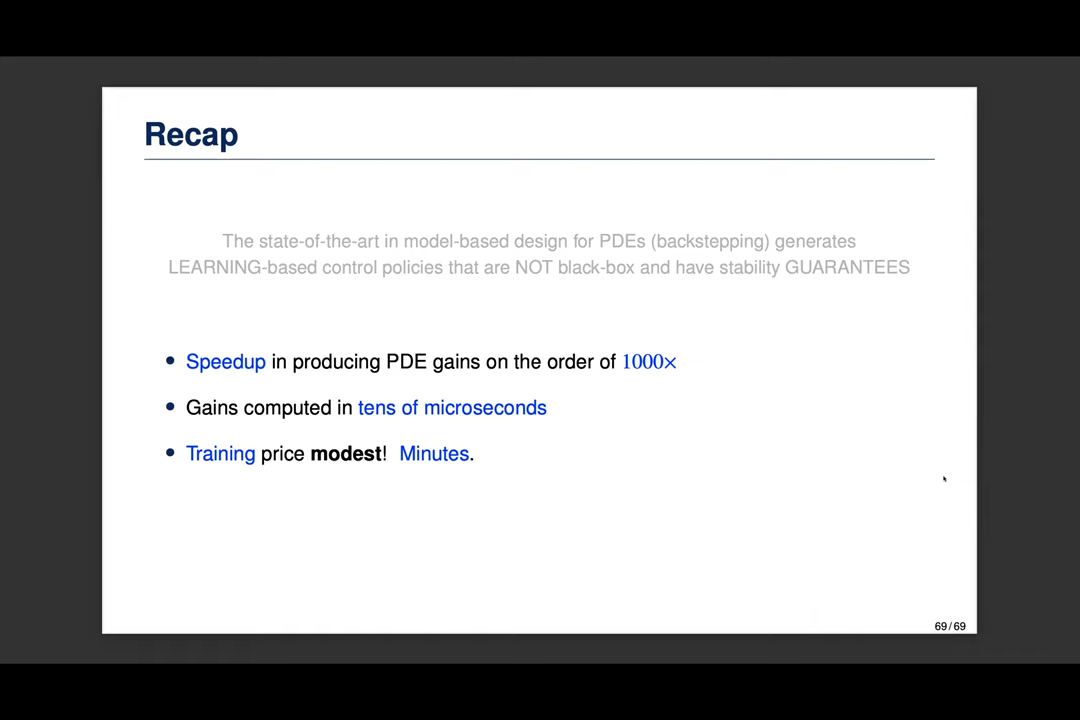 Recap
The state-of-the-art in model-based design for PDEs (backstepping) generates
LEARNING-based control policies that are NOT black-box and have stability GUARANTEES
• Speedup in producing PDE gains on the order of 1000×
• Gains computed in tens of microseconds
• Training price modest! Minutes.
69/69